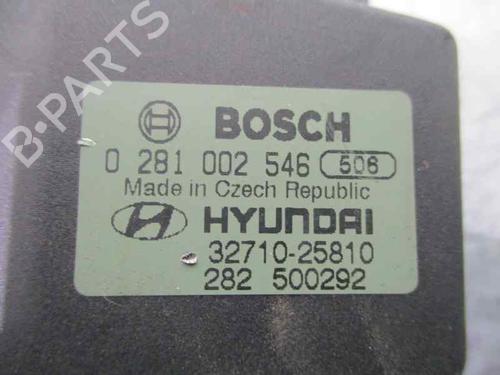 BOSCH
0 281 002 546 506
Made in Czech Republic
HYUNDAI
32710-25810
282 500292
B-PARTS